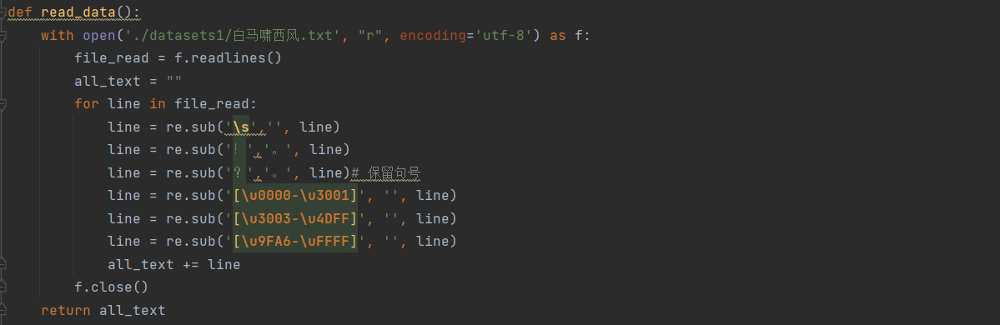 def read_data():
    with open('./datasets1/白马啸西风.txt', "r", encoding='utf-8') as f:
        file_read = f.readlines()
        all_text = ""
        for line in file_read:
            line = re.sub('\s','', line)
            line = re.sub('！','。', line)
            line = re.sub('？','。', line)# 保留句号
            line = re.sub('[\u0000-\u3001]', '', line)
            line = re.sub('[\u3003-\u4DFF]', '', line)
            line = re.sub('[\u9FA6-\uFFFF]', '', line)
            all_text += line
        f.close()
    return all_text